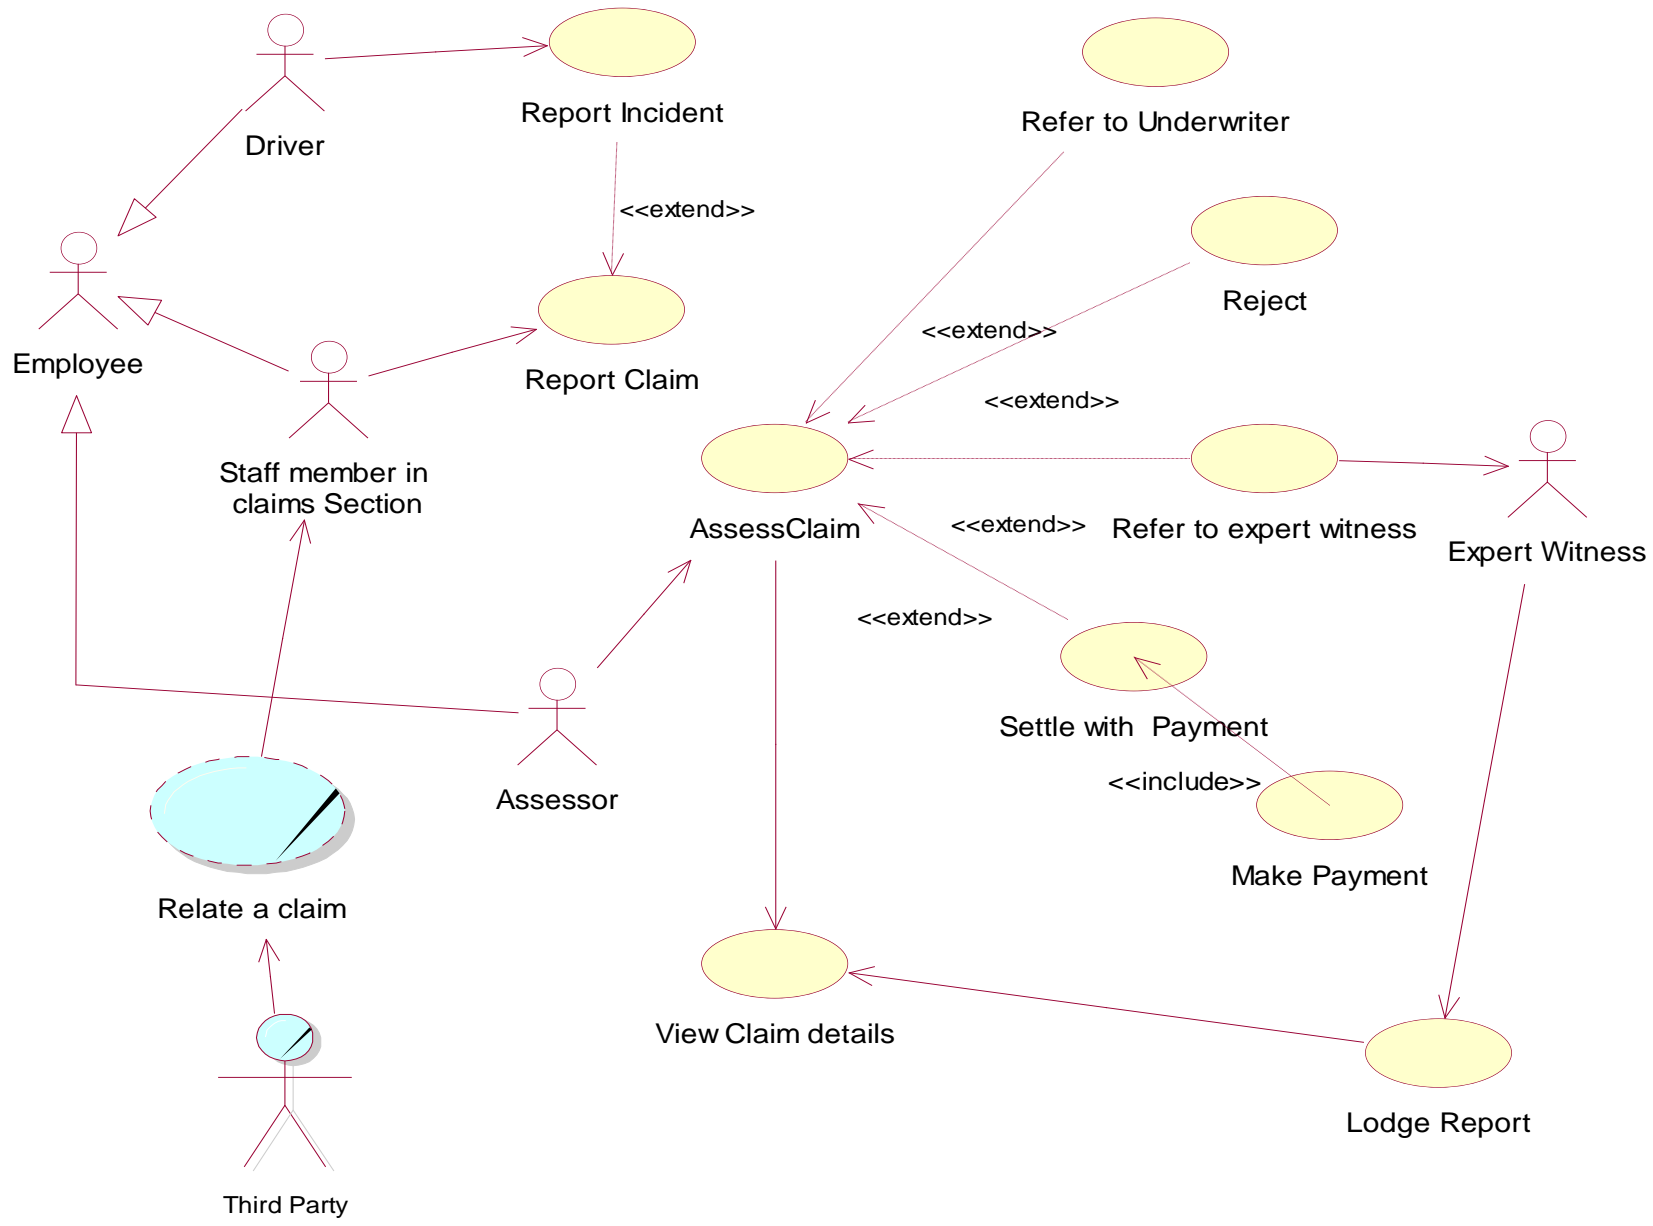 Report Incident
Refer to Underwriter
Driver
<<extend>>
Reject
<<extend>>
Employee
Report Claim
<<extend>>
Staff member in
claims Section
AssessClaim
<<extend>>
Refer to expert witness
Expert Witness
<<extend>>
Settle with  Payment
<<include>>
Assessor
Make Payment
Relate a claim
View Claim details
Lodge Report
Third Party